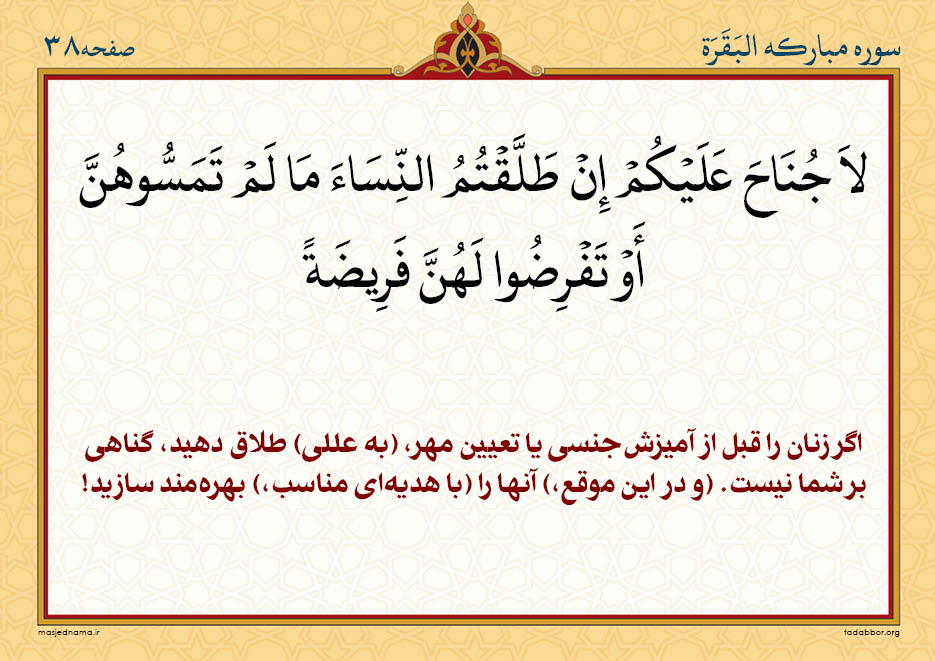 سوره مبارکه البَقَرَة
صفحه۳۸
لاَ جُنَاحَ عَلَيْكُمْ إِنْ طَلَّقْتُمُ النِّسَاءَ مَا لَمْ تَمَسُّوهُنَّ
أَوْ تَفْرِضُوا لَهُنَّ فَرِيضَةً
اگر زنان را قبل از آمیزش جنسی یا تعیین مهر، (به عللی) طلاق دهید، گناهی
بر شما نیست. (و در این موقع،) آنها را (با هدیه‌ای مناسب،) بهره‌مند سازید!
masjednama.ir
tadabbor.org